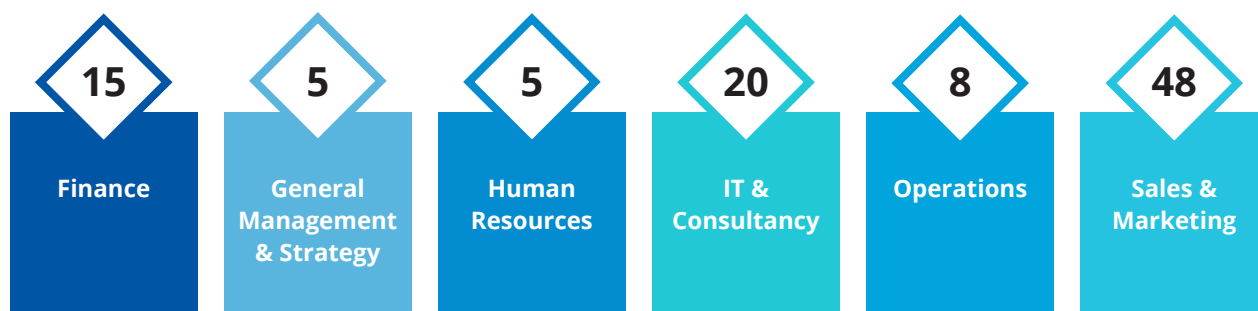 15
Finance
5
General
Management
& Strategy
5
Human
Resources
20
IT &
Consultancy
8
Operations
48
Sales &
Marketing